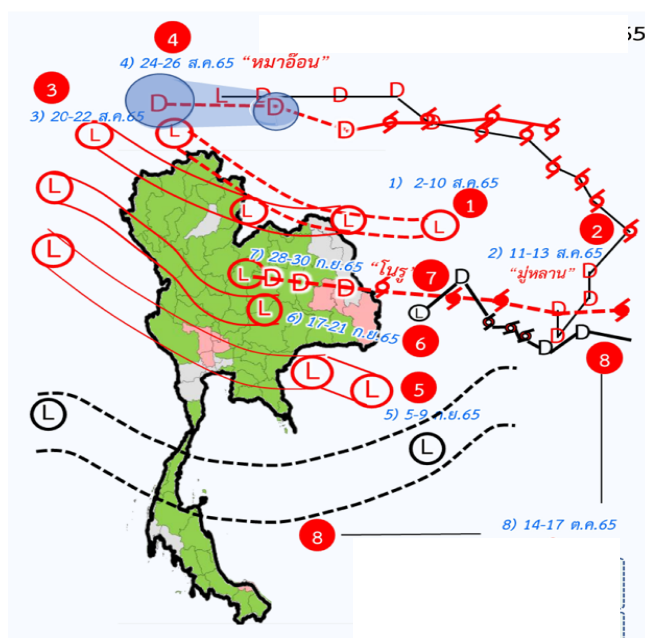 55
4
4) 24-26 ส.ค.65 “หมาอ๊อน”
3
L D D D
D D
3) 20-22 ส.ค.65
L L D D
1) 2-10 ส.ค.65
L
1
L L L
2
2) 11-13 ส.ค.65
“มู่หลาน”
L
7) 28-30 ก.ย.65 “โนรู”
7
D
L D D D
D
D
L
L
6) 17-21 ก.ย.65
6
D D D
8
L L
5
5) 5-9 ก.ย.65
L
L
8
8) 14-17 ต.ค.65